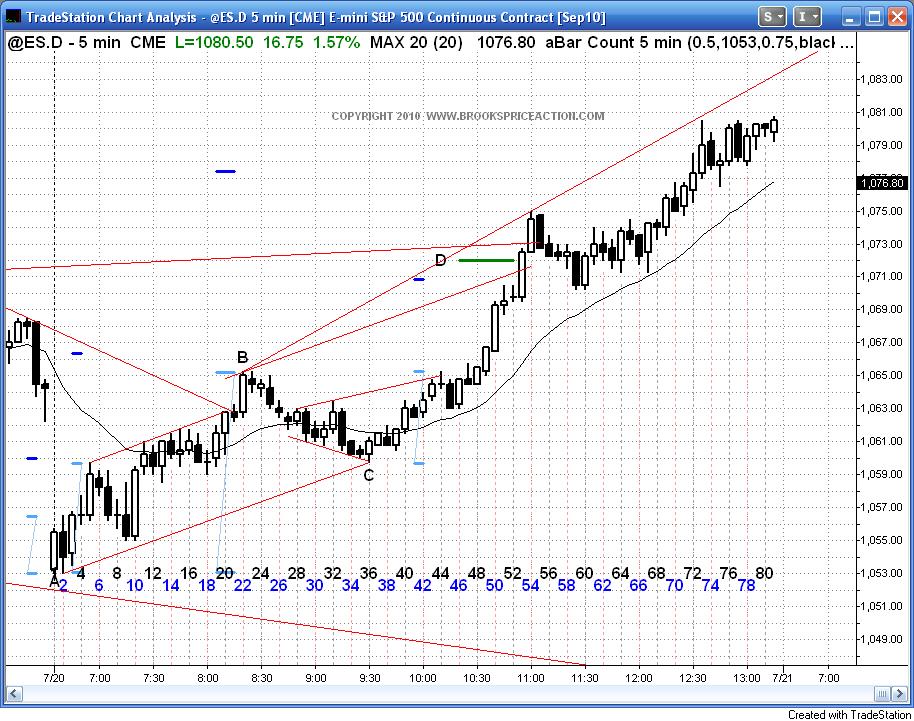 TradeStation Chart Analysis - @ES.D 5 min [CME] E-mini S&P 500 Continuous Contract [Sep10]
S I
@ES.D - 5 min CME L=1080.50 16.75 1.57% MAX 20 (20) 1076.80 aBar Count 5 min (0.5,1053,0.75,black ...
COPYRIGHT 2010 WWW.BROOKSPRICEACTION.COM
1,083.00
1,081.00
1,079.00
1,076.80
1,075.00
1,073.00
1,071.00
1,069.00
1,067.00
1,065.00
1,063.00
1,061.00
1,059.00
1,057.00
1,055.00
1,053.00
1,051.00
1,049.00
D
B
C
A
4 8 12 16 20 24 28 32 36 40 44 48 52 56 60 64 68 72 76 80
2 6 10 14 18 22 26 30 34 38 42 46 50 54 58 62 66 70 74 78
7/20 7:00 7:30 8:00 8:30 9:00 9:30 10:00 10:30 11:00 11:30 12:00 12:30 13:00 7/21 7:00
Created with TradeStation